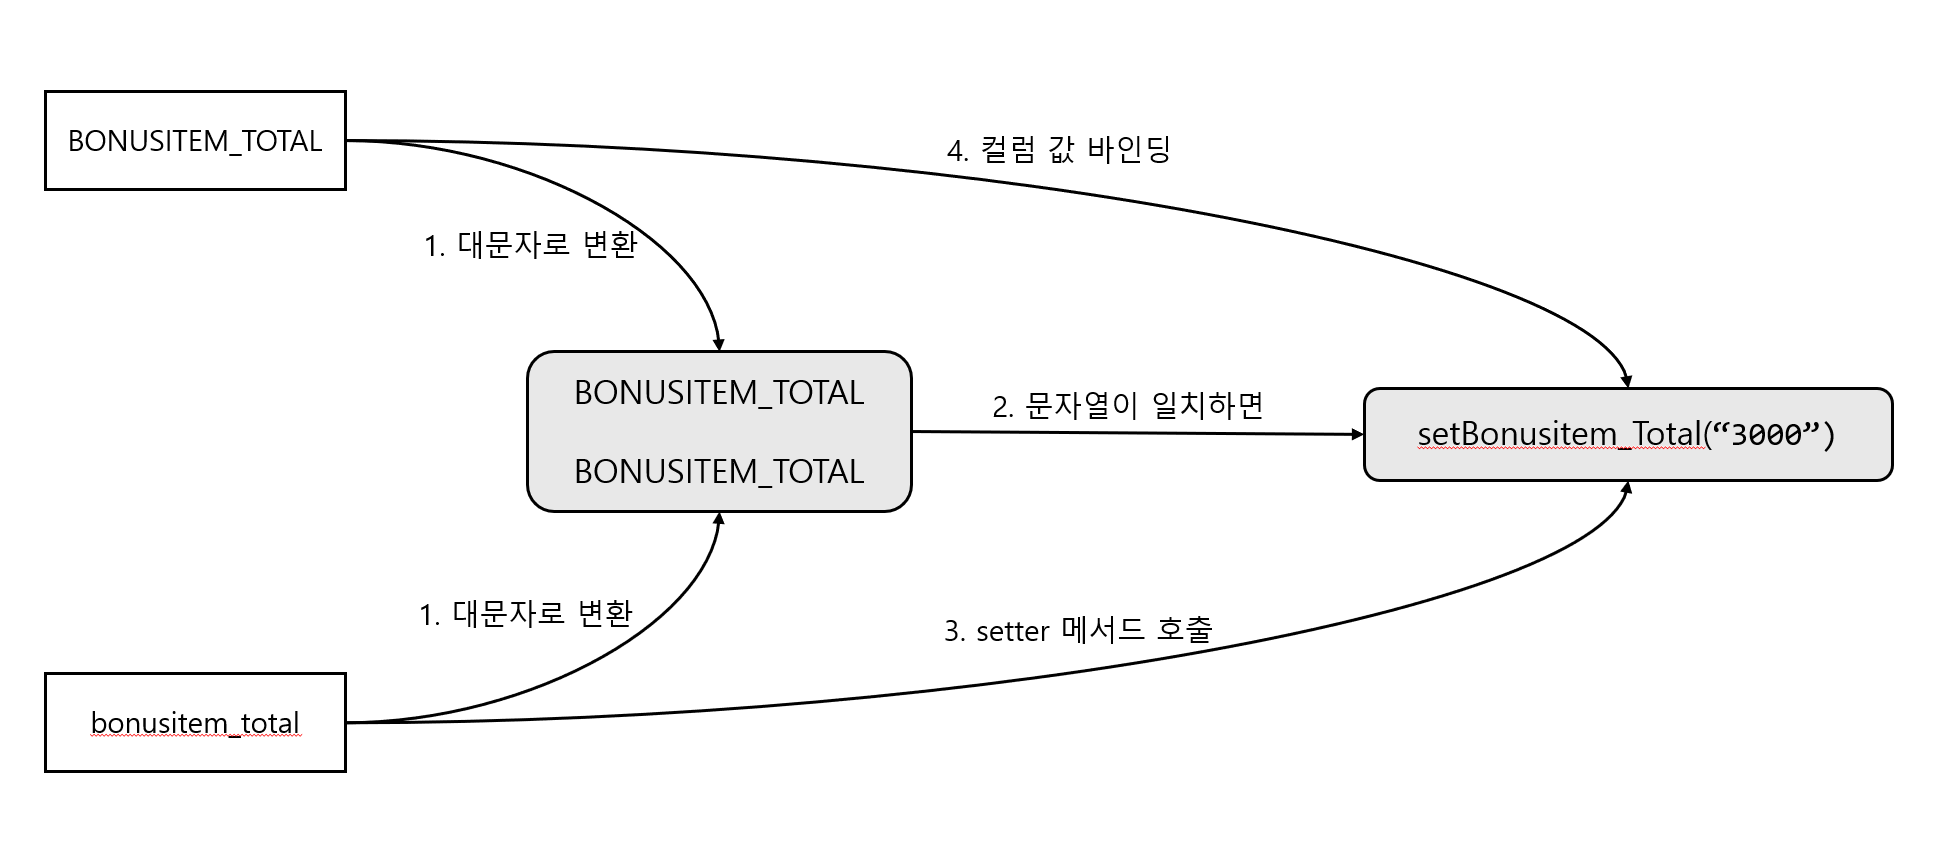 BONUSITEM_TOTAL
4. 컬럼 값 바인딩
1. 대문자로 변환
BONUSITEM_TOTAL
BONUSITEM_TOTAL
2. 문자열이 일치하면
setBonusitem_Total(“3000”)
1. 대문자로 변환
3. setter 메서드 호출
bonusitem_total